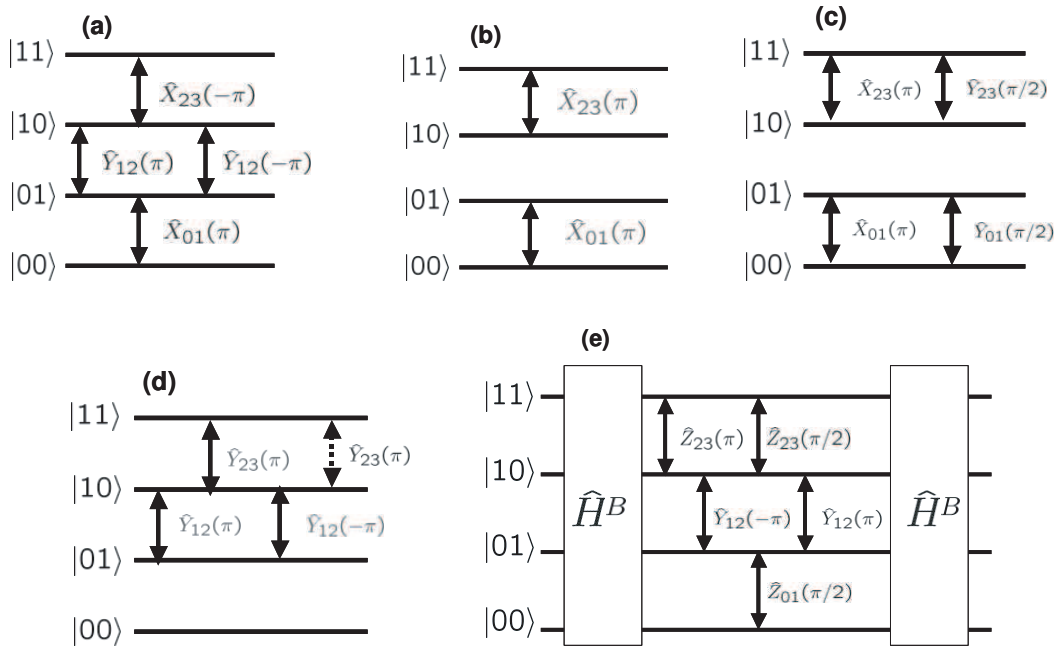 (a)
|11⟩
X̂₂₃(−π)
|10⟩
Ŷ₁₂(π) Ŷ₁₂(−π)
|01⟩
X̂₀₁(π)
|00⟩
(b)
|11⟩
X̂₂₃(π)
|10⟩
|01⟩
X̂₀₁(π)
|00⟩
(c)
|11⟩
X̂₂₃(π) Ŷ₂₃(π/2)
|10⟩
|01⟩
X̂₀₁(π) Ŷ₀₁(π/2)
|00⟩
(d)
|11⟩
Ŷ₂₃(π) Ŷ₂₃(π)
|10⟩
Ŷ₁₂(π) Ŷ₁₂(−π)
|01⟩
|00⟩
(e)
|11⟩
Ẑ₂₃(π) Ẑ₂₃(π/2)
|10⟩
Ĥᴮ Ŷ₁₂(−π) Ŷ₁₂(π) Ĥᴮ
|01⟩
Ẑ₀₁(π/2)
|00⟩